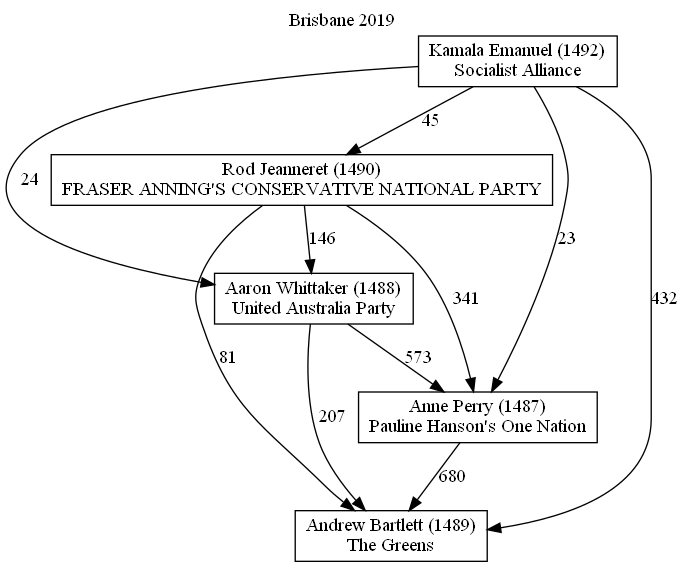 Brisbane 2019
Kamala Emanuel (1492)
Socialist Alliance
45
Rod Jeanneret (1490)
FRASER ANNING'S CONSERVATIVE NATIONAL PARTY
24
146
23
Aaron Whittaker (1488)
United Australia Party
341
432
81
573
207
Anne Perry (1487)
Pauline Hanson's One Nation
680
Andrew Bartlett (1489)
The Greens